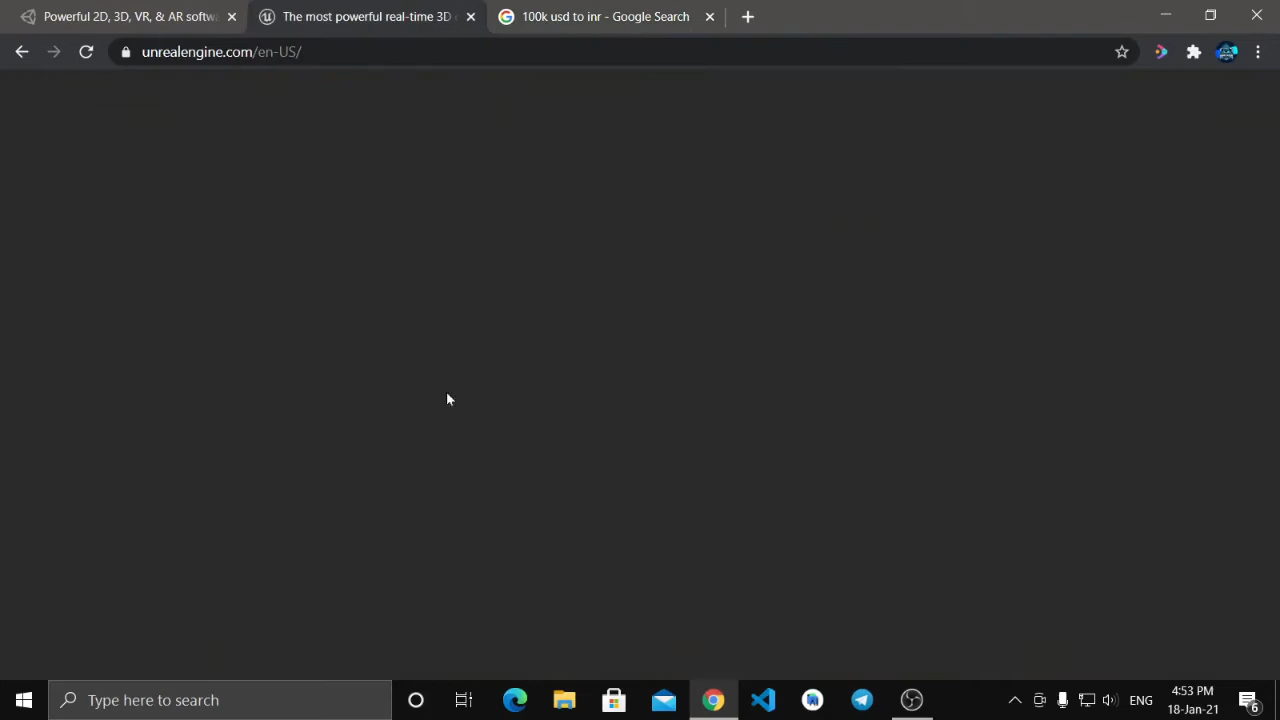 Powerful 2D, 3D, VR, & AR softw
The most powerful real-time 3D
100k usd to inr - Google Search
unrealengine.com/en-US/
Type here to search
ENG
4:53 PM
18-Jan-21
6